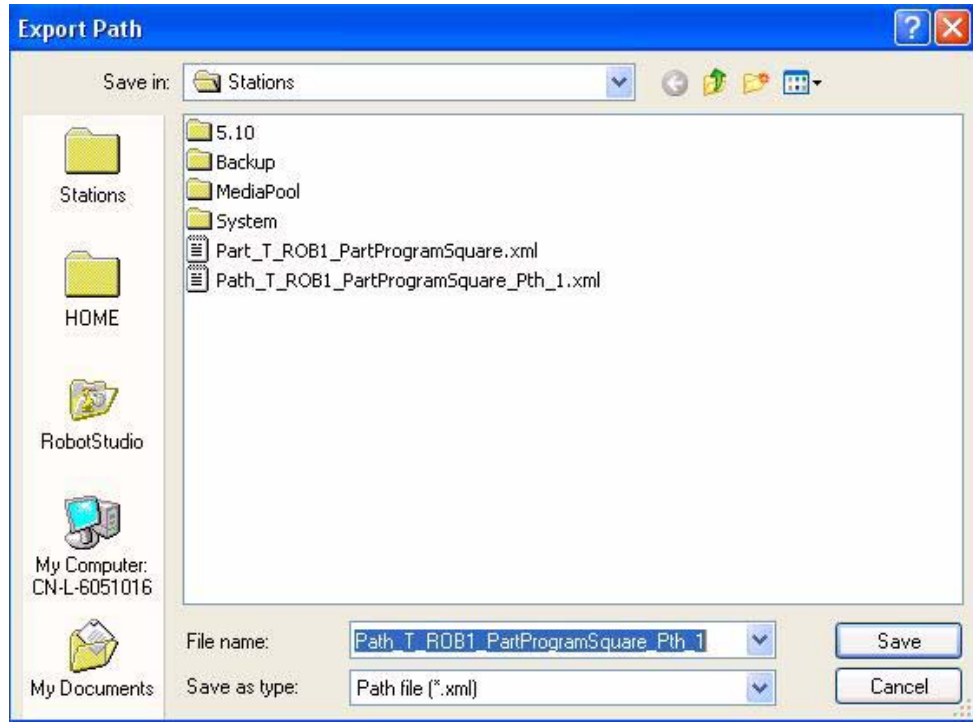 Export Path
Save in:
Stations
5.10
Backup
MediaPool
System
Part_T_ROB1_PartProgramSquare.xml
Path_T_ROB1_PartProgramSquare_Pth_1.xml
Stations
HOME
RobotStudio
My Computer:
CN-L-6051016
My Documents
File name:
Path_T_ROB1_PartProgramSquare_Pth_1
Save
Save as type:
Path file (*.xml)
Cancel